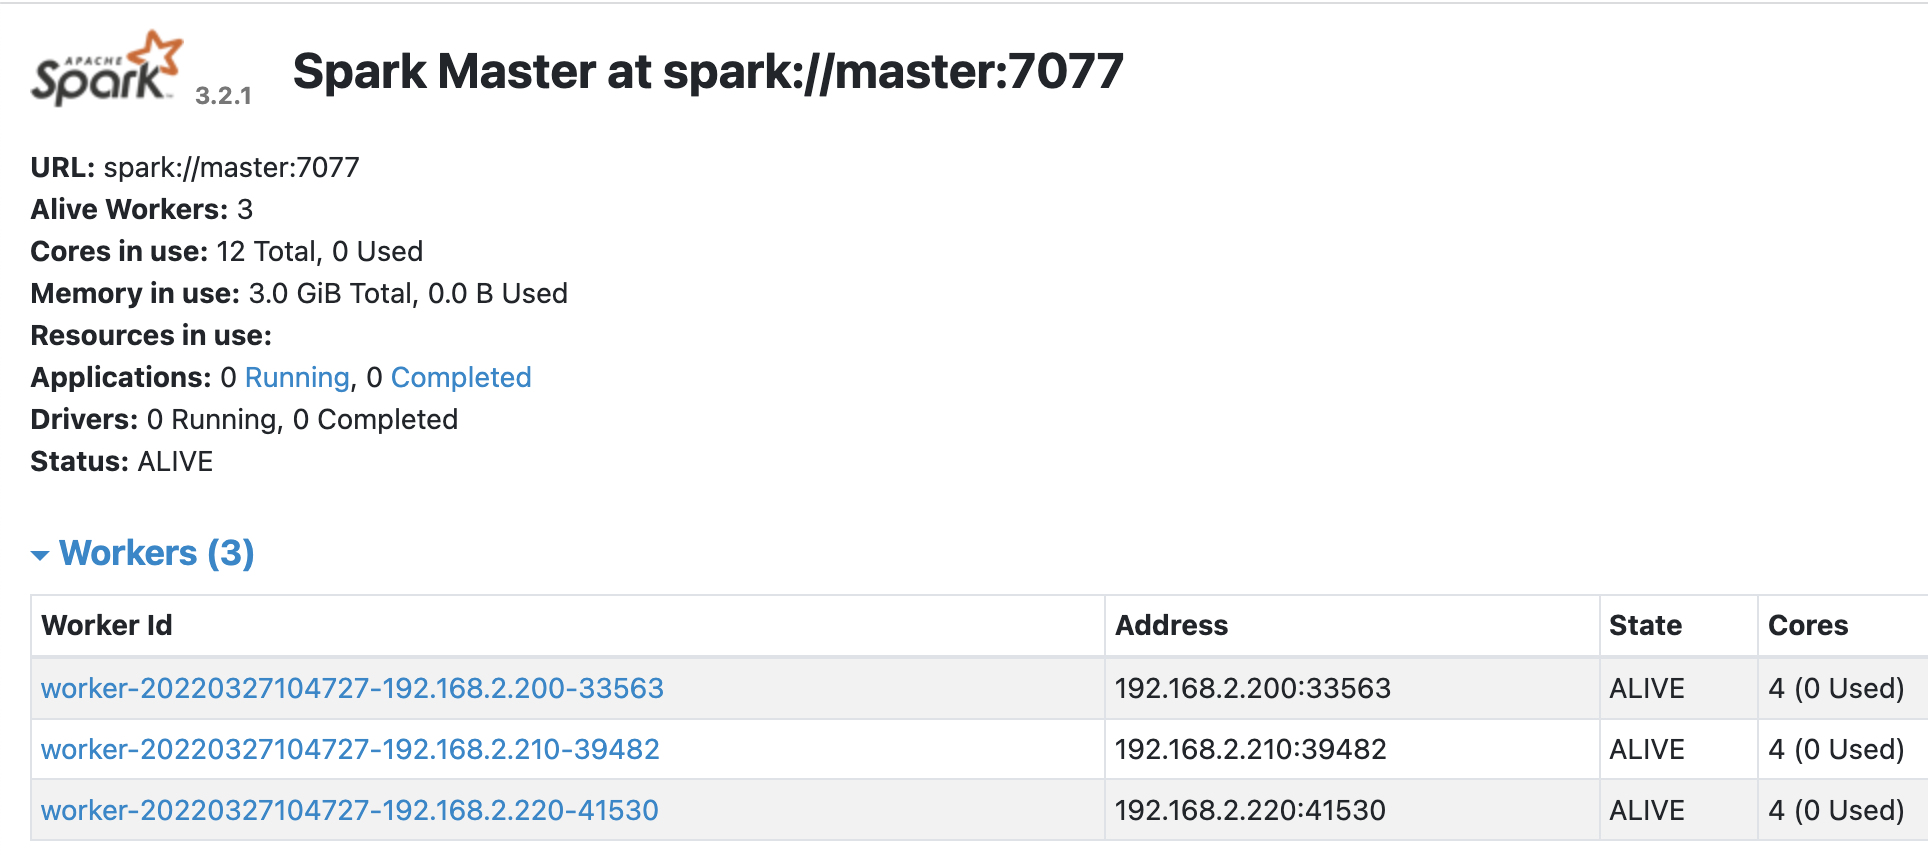 APACHE
Spark™ 3.2.1 Spark Master at spark://master:7077
URL: spark://master:7077
Alive Workers: 3
Cores in use: 12 Total, 0 Used
Memory in use: 3.0 GiB Total, 0.0 B Used
Resources in use:
Applications: 0 Running, 0 Completed
Drivers: 0 Running, 0 Completed
Status: ALIVE
Workers (3)
Worker Id Address State Cores
worker-20220327104727-192.168.2.200-33563 192.168.2.200:33563 ALIVE 4 (0 Used)
worker-20220327104727-192.168.2.210-39482 192.168.2.210:39482 ALIVE 4 (0 Used)
worker-20220327104727-192.168.2.220-41530 192.168.2.220:41530 ALIVE 4 (0 Used)